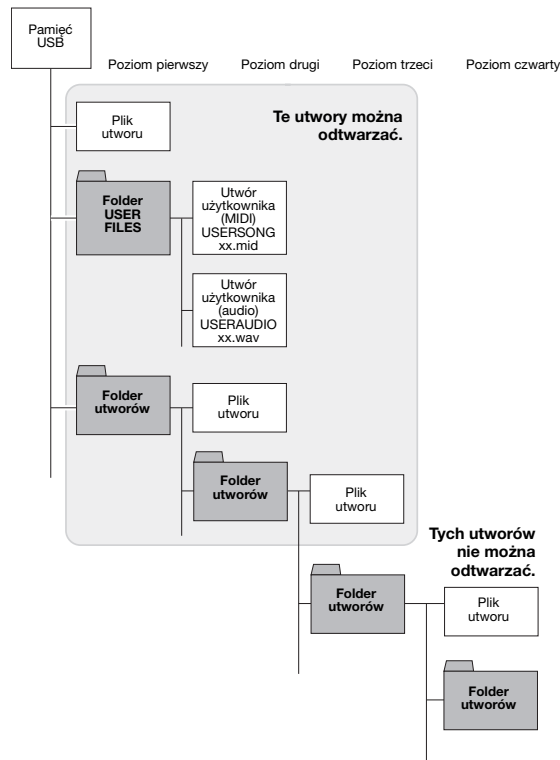 Pamięć
USB
Poziom pierwszy
Poziom drugi
Poziom trzeci
Poziom czwarty
Te utwory można
odtwarzać.
Plik
utworu
Folder
USER
FILES
Utwór
użytkownika
(MIDI)
USERSONG
xx.mid
Utwór
użytkownika
(audio)
USERAUDIO
xx.wav
Folder
utworów
Plik
utworu
Folder
utworów
Plik
utworu
Tych utworów
nie można
odtwarzać.
Folder
utworów
Plik
utworu
Folder
utworów